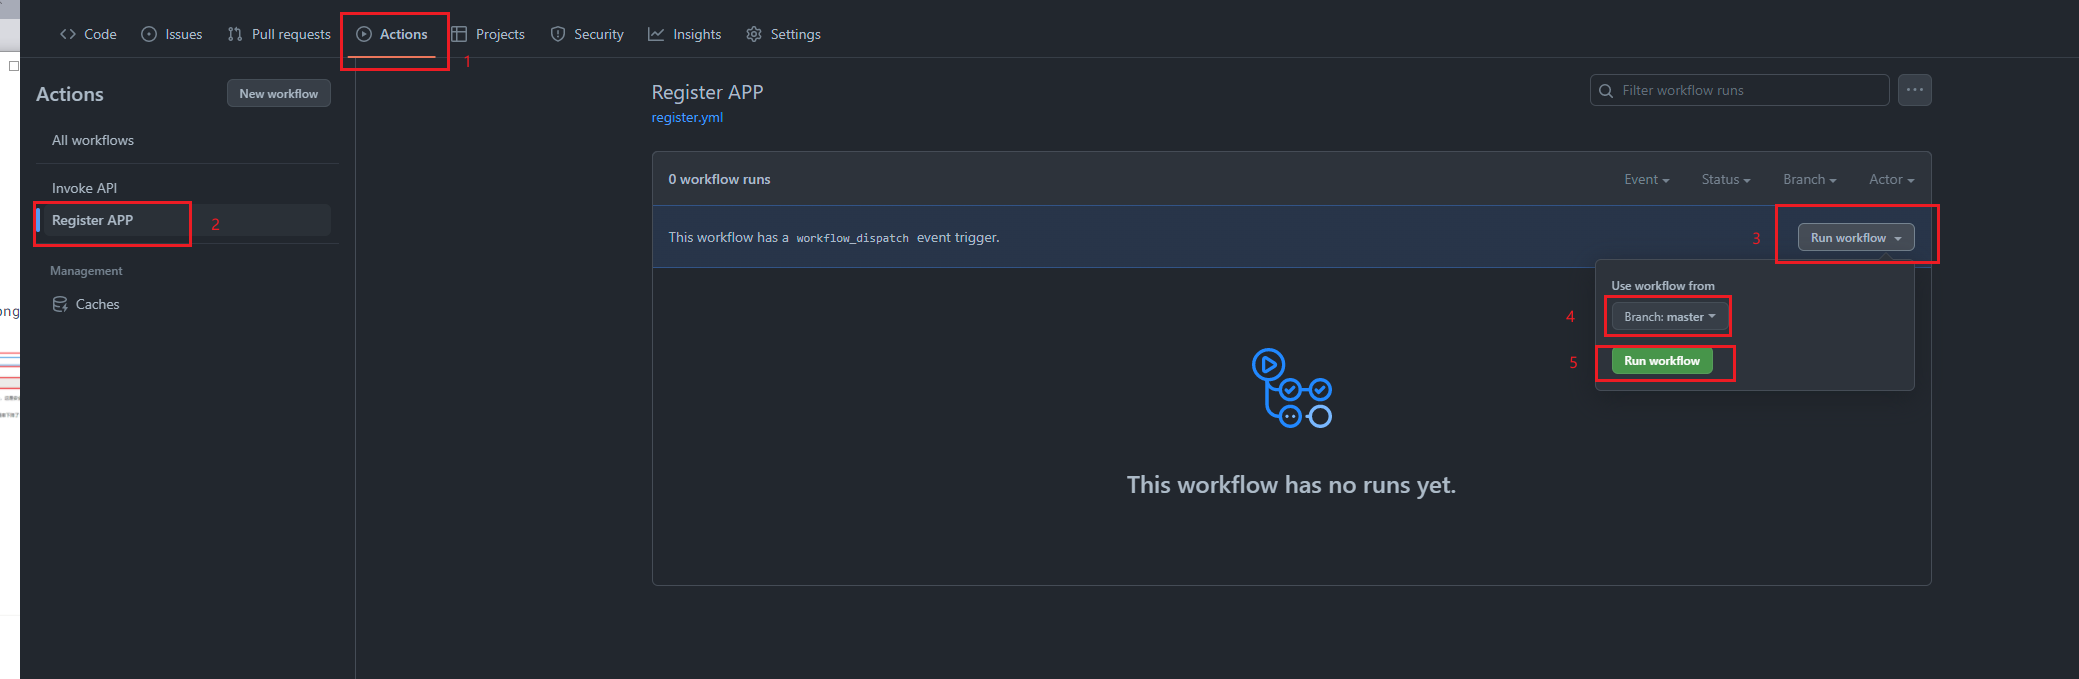 Code Issues Pull requests Actions Projects Security Insights Settings
1
Actions New workflow
Register APP
Filter workflow runs
register.yml
All workflows
0 workflow runs Event Status Branch Actor
Invoke API
Register APP 2
This workflow has a workflow_dispatch event trigger.
3 Run workflow
Management
Use workflow from
Caches
ong
4 Branch: master
5 Run workflow
This workflow has no runs yet.